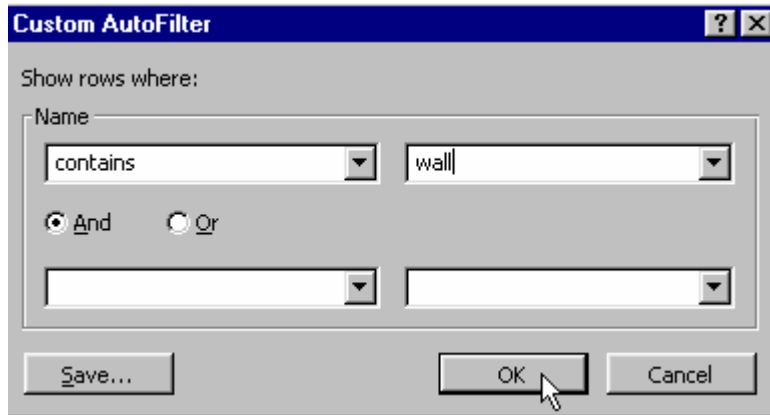 Custom AutoFilter
Show rows where:
Name
contains wall
And Or
Save... OK Cancel